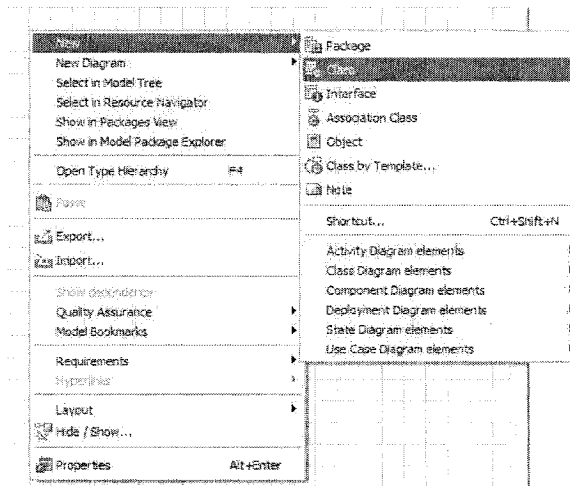 New
New Diagram
Select in Model Tree
Select in Resource Navigator
Show in Packages View
Show in Model Package Explorer
Open Type Hierarchy F4
Paste
Export...
Import...
Show dependency
Quality Assurance
Model Bookmarks
Requirements
Hyperlinks
Layout
Hide / Show...
Properties Alt+Enter
Package
Class
Interface
Association Class
Object
Class by Template...
Note
Shortcut... Ctrl+Shift+N
Activity Diagram elements
Class Diagram elements
Component Diagram elements
Deployment Diagram elements
State Diagram elements
Use Case Diagram elements